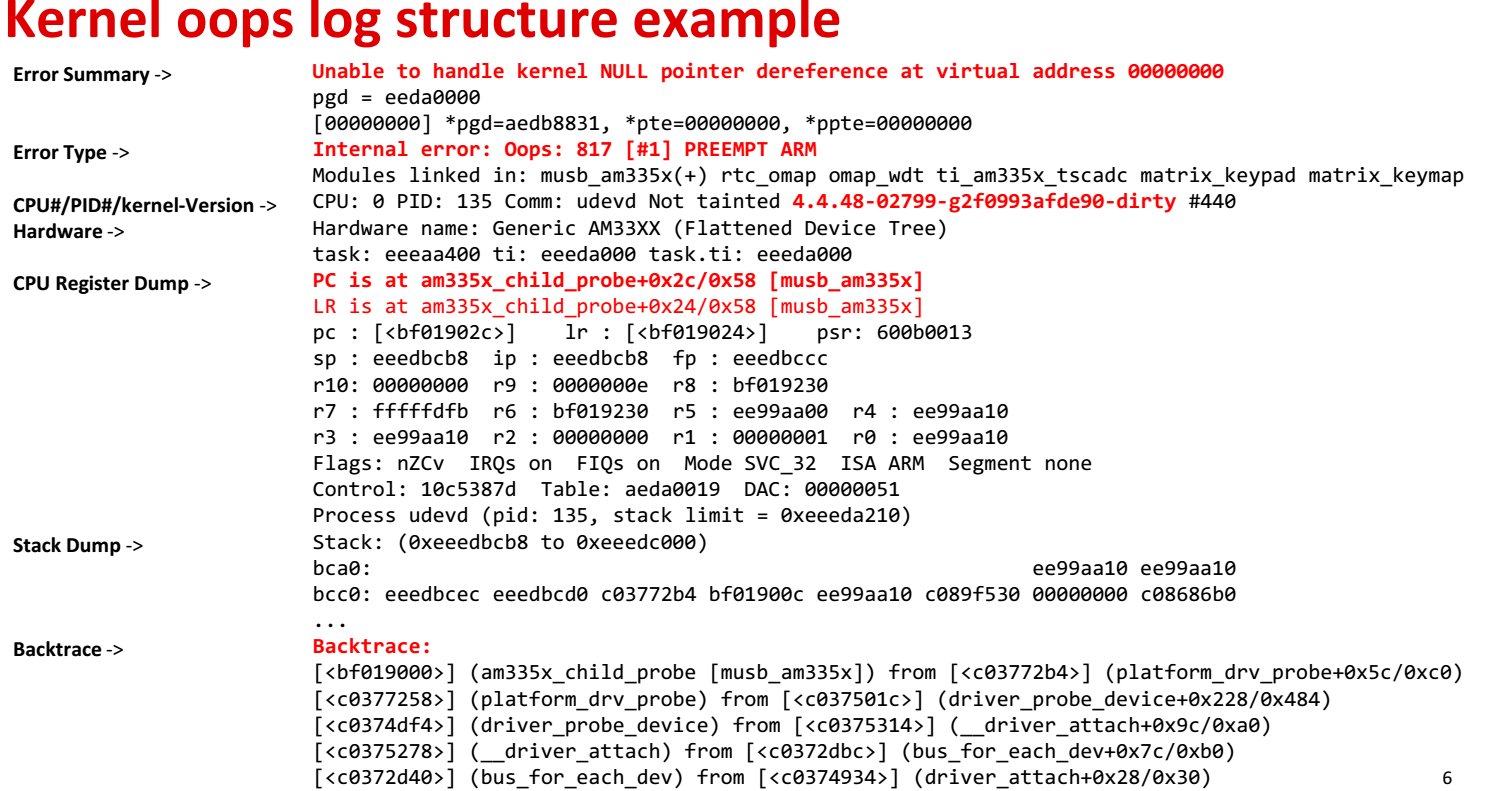 Kernel oops log structure example
Error Summary -> Unable to handle kernel NULL pointer dereference at virtual address 00000000
pgd = eeda0000
[00000000] *pgd=aedb8831, *pte=00000000, *ppte=00000000
Error Type -> Internal error: Oops: 817 [#1] PREEMPT ARM
Modules linked in: musb_am335x(+) rtc_omap omap_wdt ti_am335x_tscadc matrix_keypad matrix_keymap
CPU#/PID#/kernel-Version -> CPU: 0 PID: 135 Comm: udevd Not tainted 4.4.48-02799-g2f0993afde90-dirty #440
Hardware -> Hardware name: Generic AM33XX (Flattened Device Tree)
task: eeeaa400 ti: eeeda000 task.ti: eeeda000
CPU Register Dump -> PC is at am335x_child_probe+0x2c/0x58 [musb_am335x]
LR is at am335x_child_probe+0x24/0x58 [musb_am335x]
pc : [<bf01902c>]    lr : [<bf019024>]    psr: 600b0013
sp : eeedbcb8  ip : eeedbcb8  fp : eeedbccc
r10: 00000000  r9 : 0000000e  r8 : bf019230
r7 : fffffdfb  r6 : bf019230  r5 : ee99aa00  r4 : ee99aa10
r3 : ee99aa10  r2 : 00000000  r1 : 00000001  r0 : ee99aa10
Flags: nZCv  IRQs on  FIQs on  Mode SVC_32  ISA ARM  Segment none
Control: 10c5387d  Table: aeda0019  DAC: 00000051
Process udevd (pid: 135, stack limit = 0xeeeda210)
Stack Dump -> Stack: (0xeeedbcb8 to 0xeeedc000)
bca0:                                     ee99aa10 ee99aa10
bcc0: eeedbcec eeedbcd0 c03772b4 bf01900c ee99aa10 c089f530 00000000 c08686b0
...
Backtrace -> Backtrace:
[<bf019000>] (am335x_child_probe [musb_am335x]) from [<c03772b4>] (platform_drv_probe+0x5c/0xc0)
[<c0377258>] (platform_drv_probe) from [<c037501c>] (driver_probe_device+0x228/0x484)
[<c0374df4>] (driver_probe_device) from [<c0375314>] (__driver_attach+0x9c/0xa0)
[<c0375278>] (__driver_attach) from [<c0372dbc>] (bus_for_each_dev+0x7c/0xb0)
[<c0372d40>] (bus_for_each_dev) from [<c0374934>] (driver_attach+0x28/0x30)
6